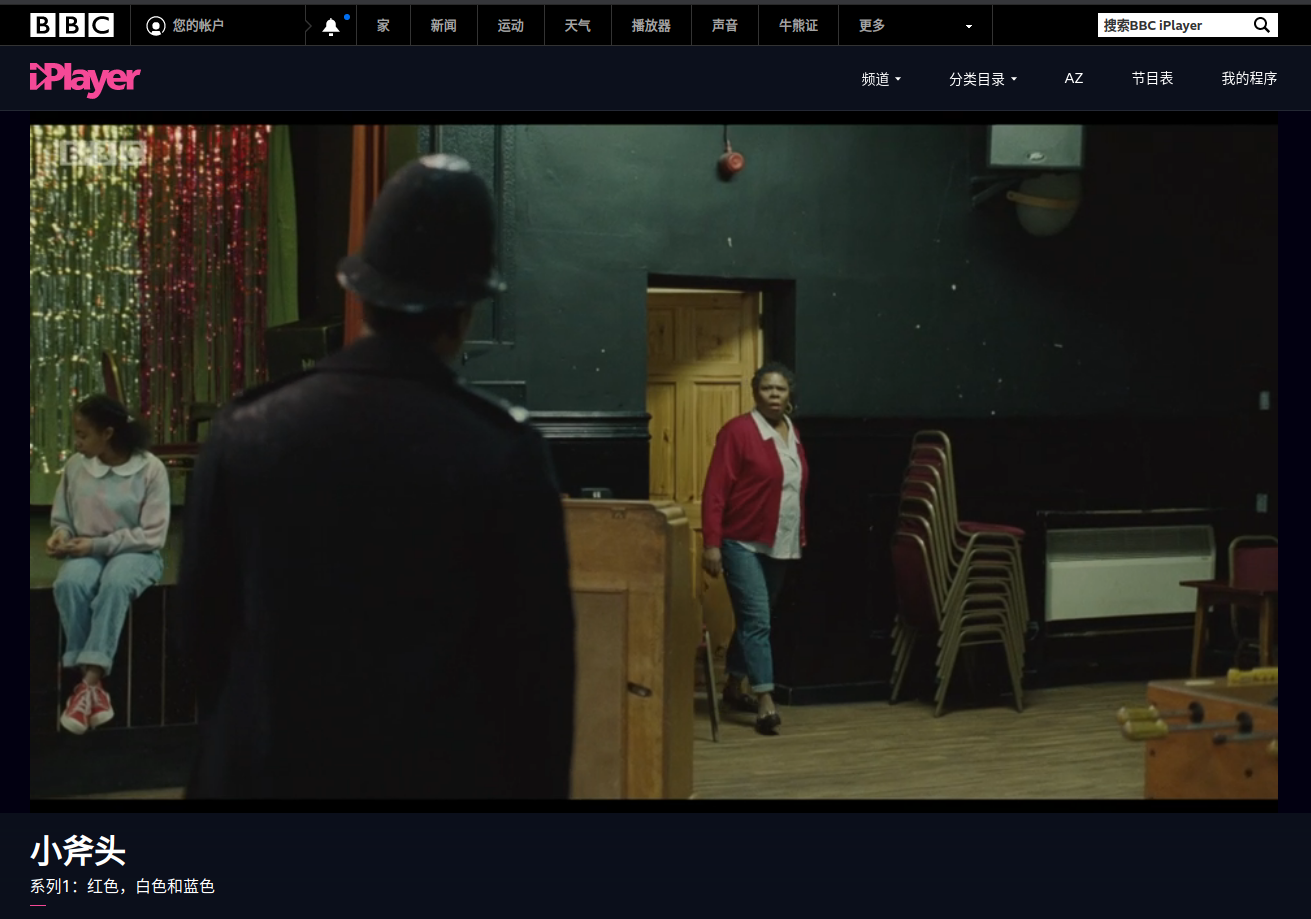 BBC
您的帐户
家
新闻
运动
天气
播放器
声音
牛熊证
更多
搜索BBC iPlayer
iPlayer
频道
分类目录
AZ
节目表
我的程序
BBC
小斧头
系列1：红色，白色和蓝色